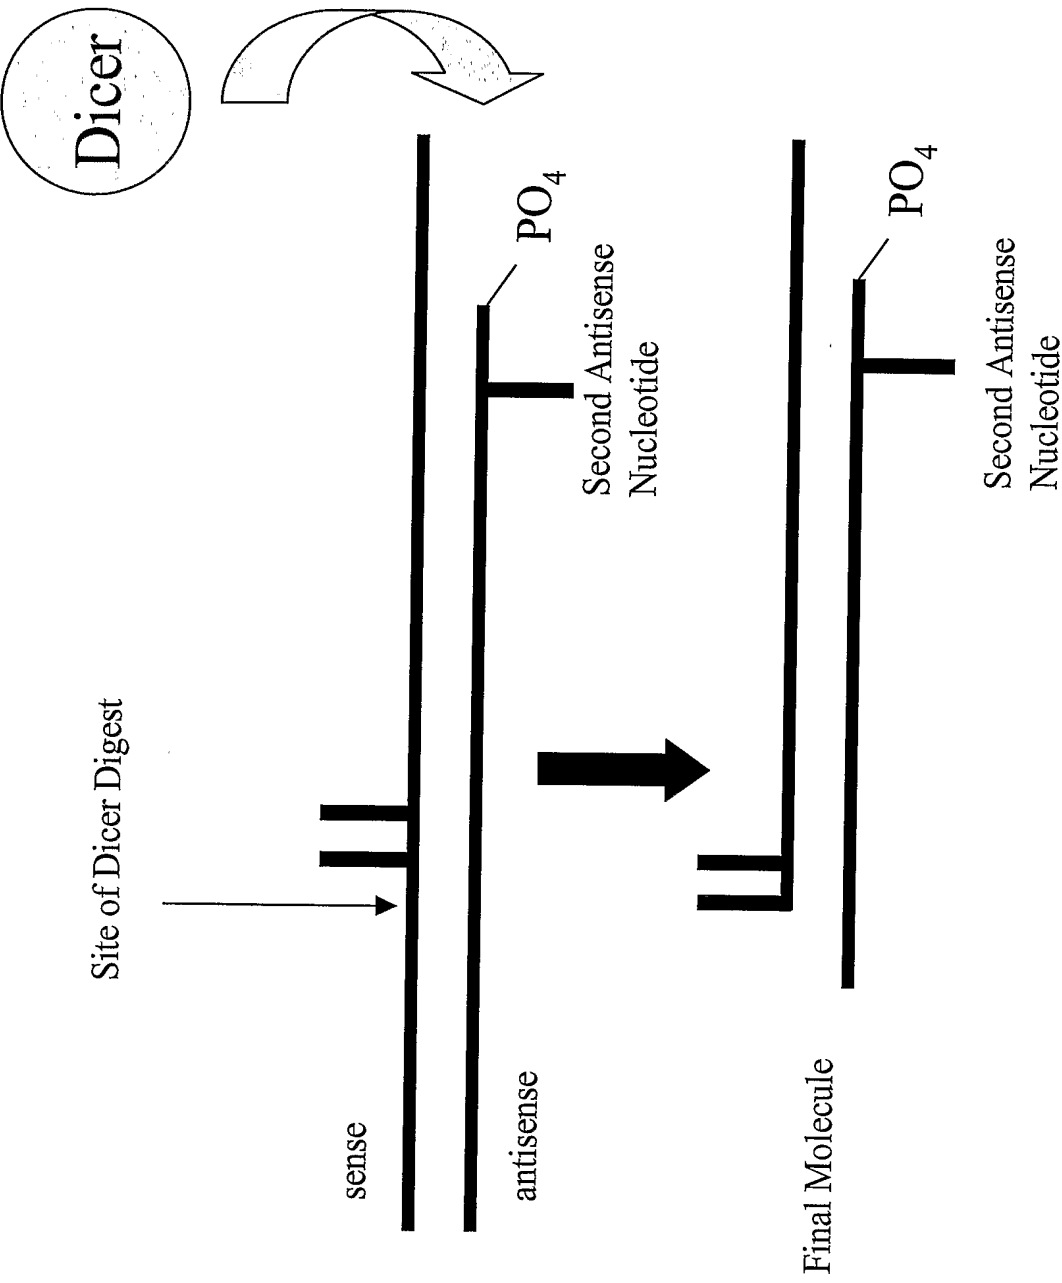 Dicer
Site of Dicer Digest
sense
antisense
PO4
Second Antisense
Nucleotide
Final Molecule
PO4
Second Antisense
Nucleotide